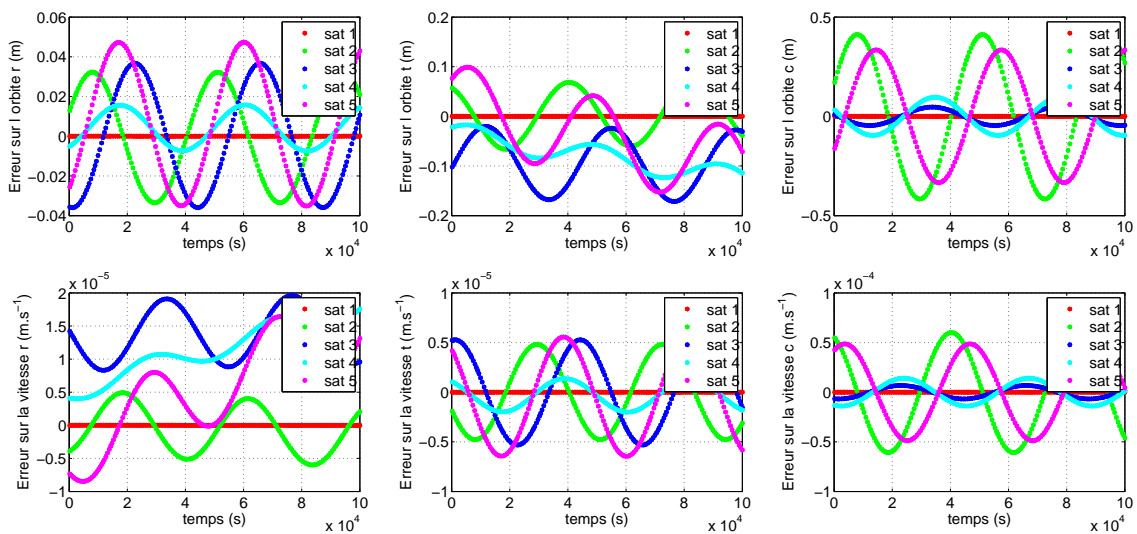 0.06
0.04
0.02
0
−0.02
−0.04
Erreur sur l orbite r (m)
0 2 4 6 8 10
temps (s)
x 10^4
sat 1
sat 2
sat 3
sat 4
sat 5
0.2
0.1
0
−0.1
−0.2
Erreur sur l orbite t (m)
0 2 4 6 8 10
temps (s)
x 10^4
sat 1
sat 2
sat 3
sat 4
sat 5
0.5
0
−0.5
Erreur sur l orbite c (m)
0 2 4 6 8 10
temps (s)
x 10^4
sat 1
sat 2
sat 3
sat 4
sat 5
x 10^−5
2
1.5
1
0.5
0
−0.5
−1
Erreur sur la vitesse r (m.s^−1)
0 2 4 6 8 10
temps (s)
x 10^4
sat 1
sat 2
sat 3
sat 4
sat 5
x 10^−5
1
0.5
0
−0.5
−1
Erreur sur la vitesse t (m.s^−1)
0 2 4 6 8 10
temps (s)
x 10^4
sat 1
sat 2
sat 3
sat 4
sat 5
x 10^−4
1
0
−1
Erreur sur la vitesse c (m.s^−1)
0 2 4 6 8 10
temps (s)
x 10^4
sat 1
sat 2
sat 3
sat 4
sat 5